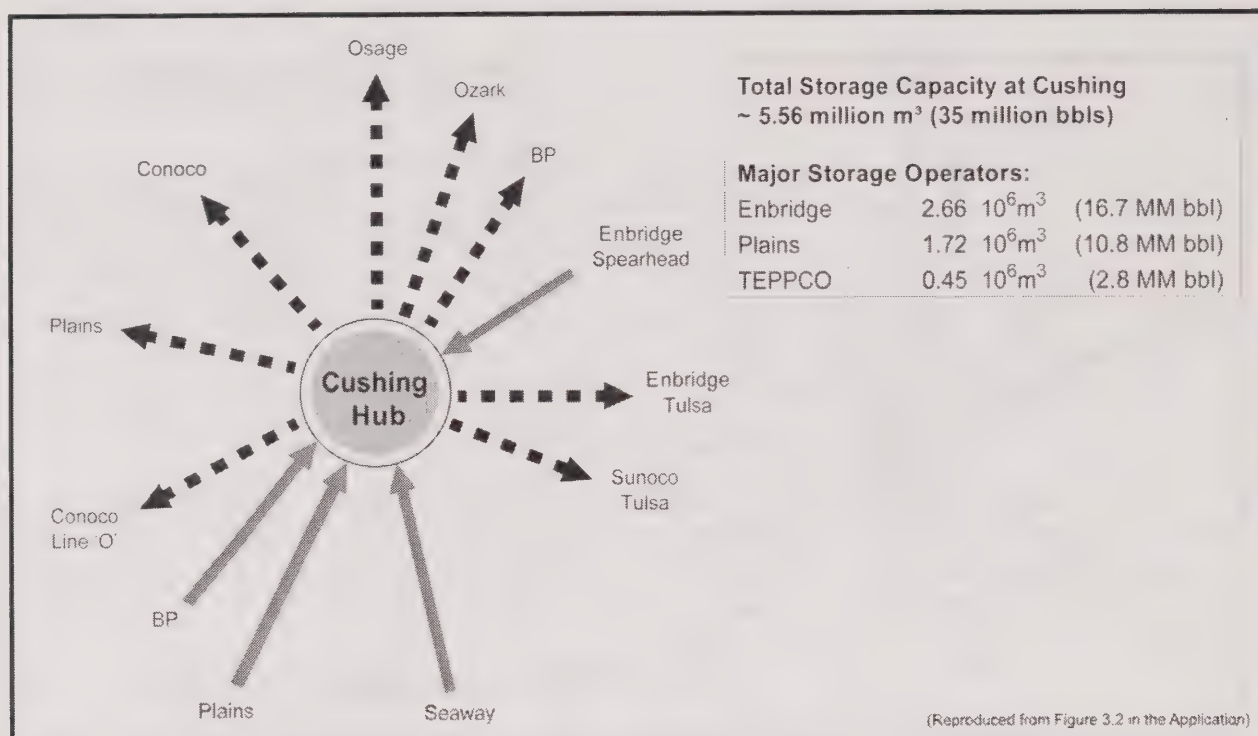 Osage
Ozark
BP
Conoco
Enbridge
Spearhead
Plains
Cushing
Hub
Enbridge
Tulsa
Sunoco
Tulsa
Conoco
Line 'O'
BP
Plains
Seaway
Total Storage Capacity at Cushing
~ 5.56 million m³ (35 million bbls)
Major Storage Operators:
Enbridge 2.66 10⁶m³ (16.7 MM bbl)
Plains 1.72 10⁶m³ (10.8 MM bbl)
TEPPCO 0.45 10⁶m³ (2.8 MM bbl)
(Reproduced from Figure 3.2 in the Application)